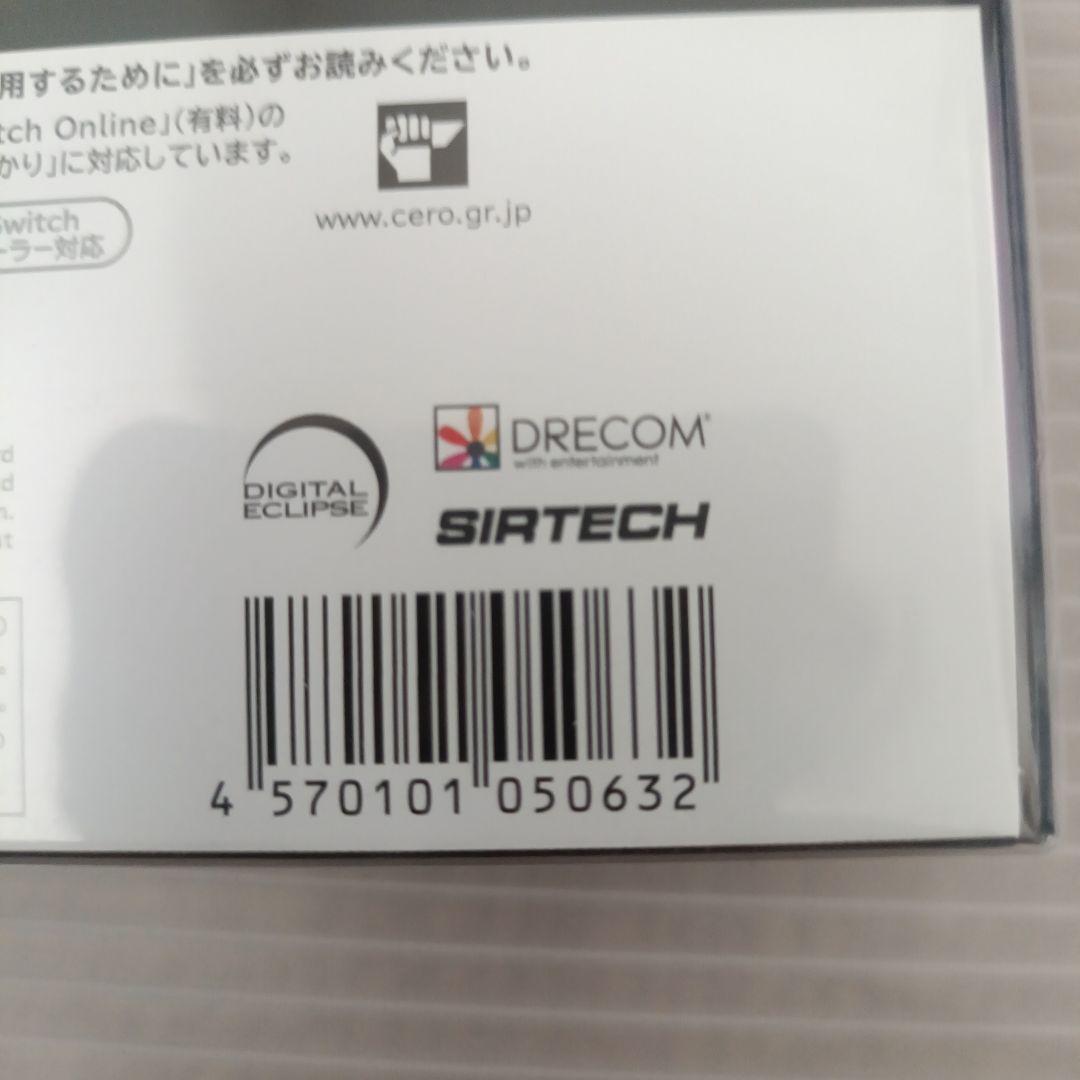 用するために」を必ずお読みください。
tch Online」(有料)の
かり」に対応しています。
Switch
ーラー対応
www.cero.gr.jp
DIGITAL
ECLIPSE
DRECOM
with entertainment
SIRTECH
rd
d
n.
t
4 570101 050632